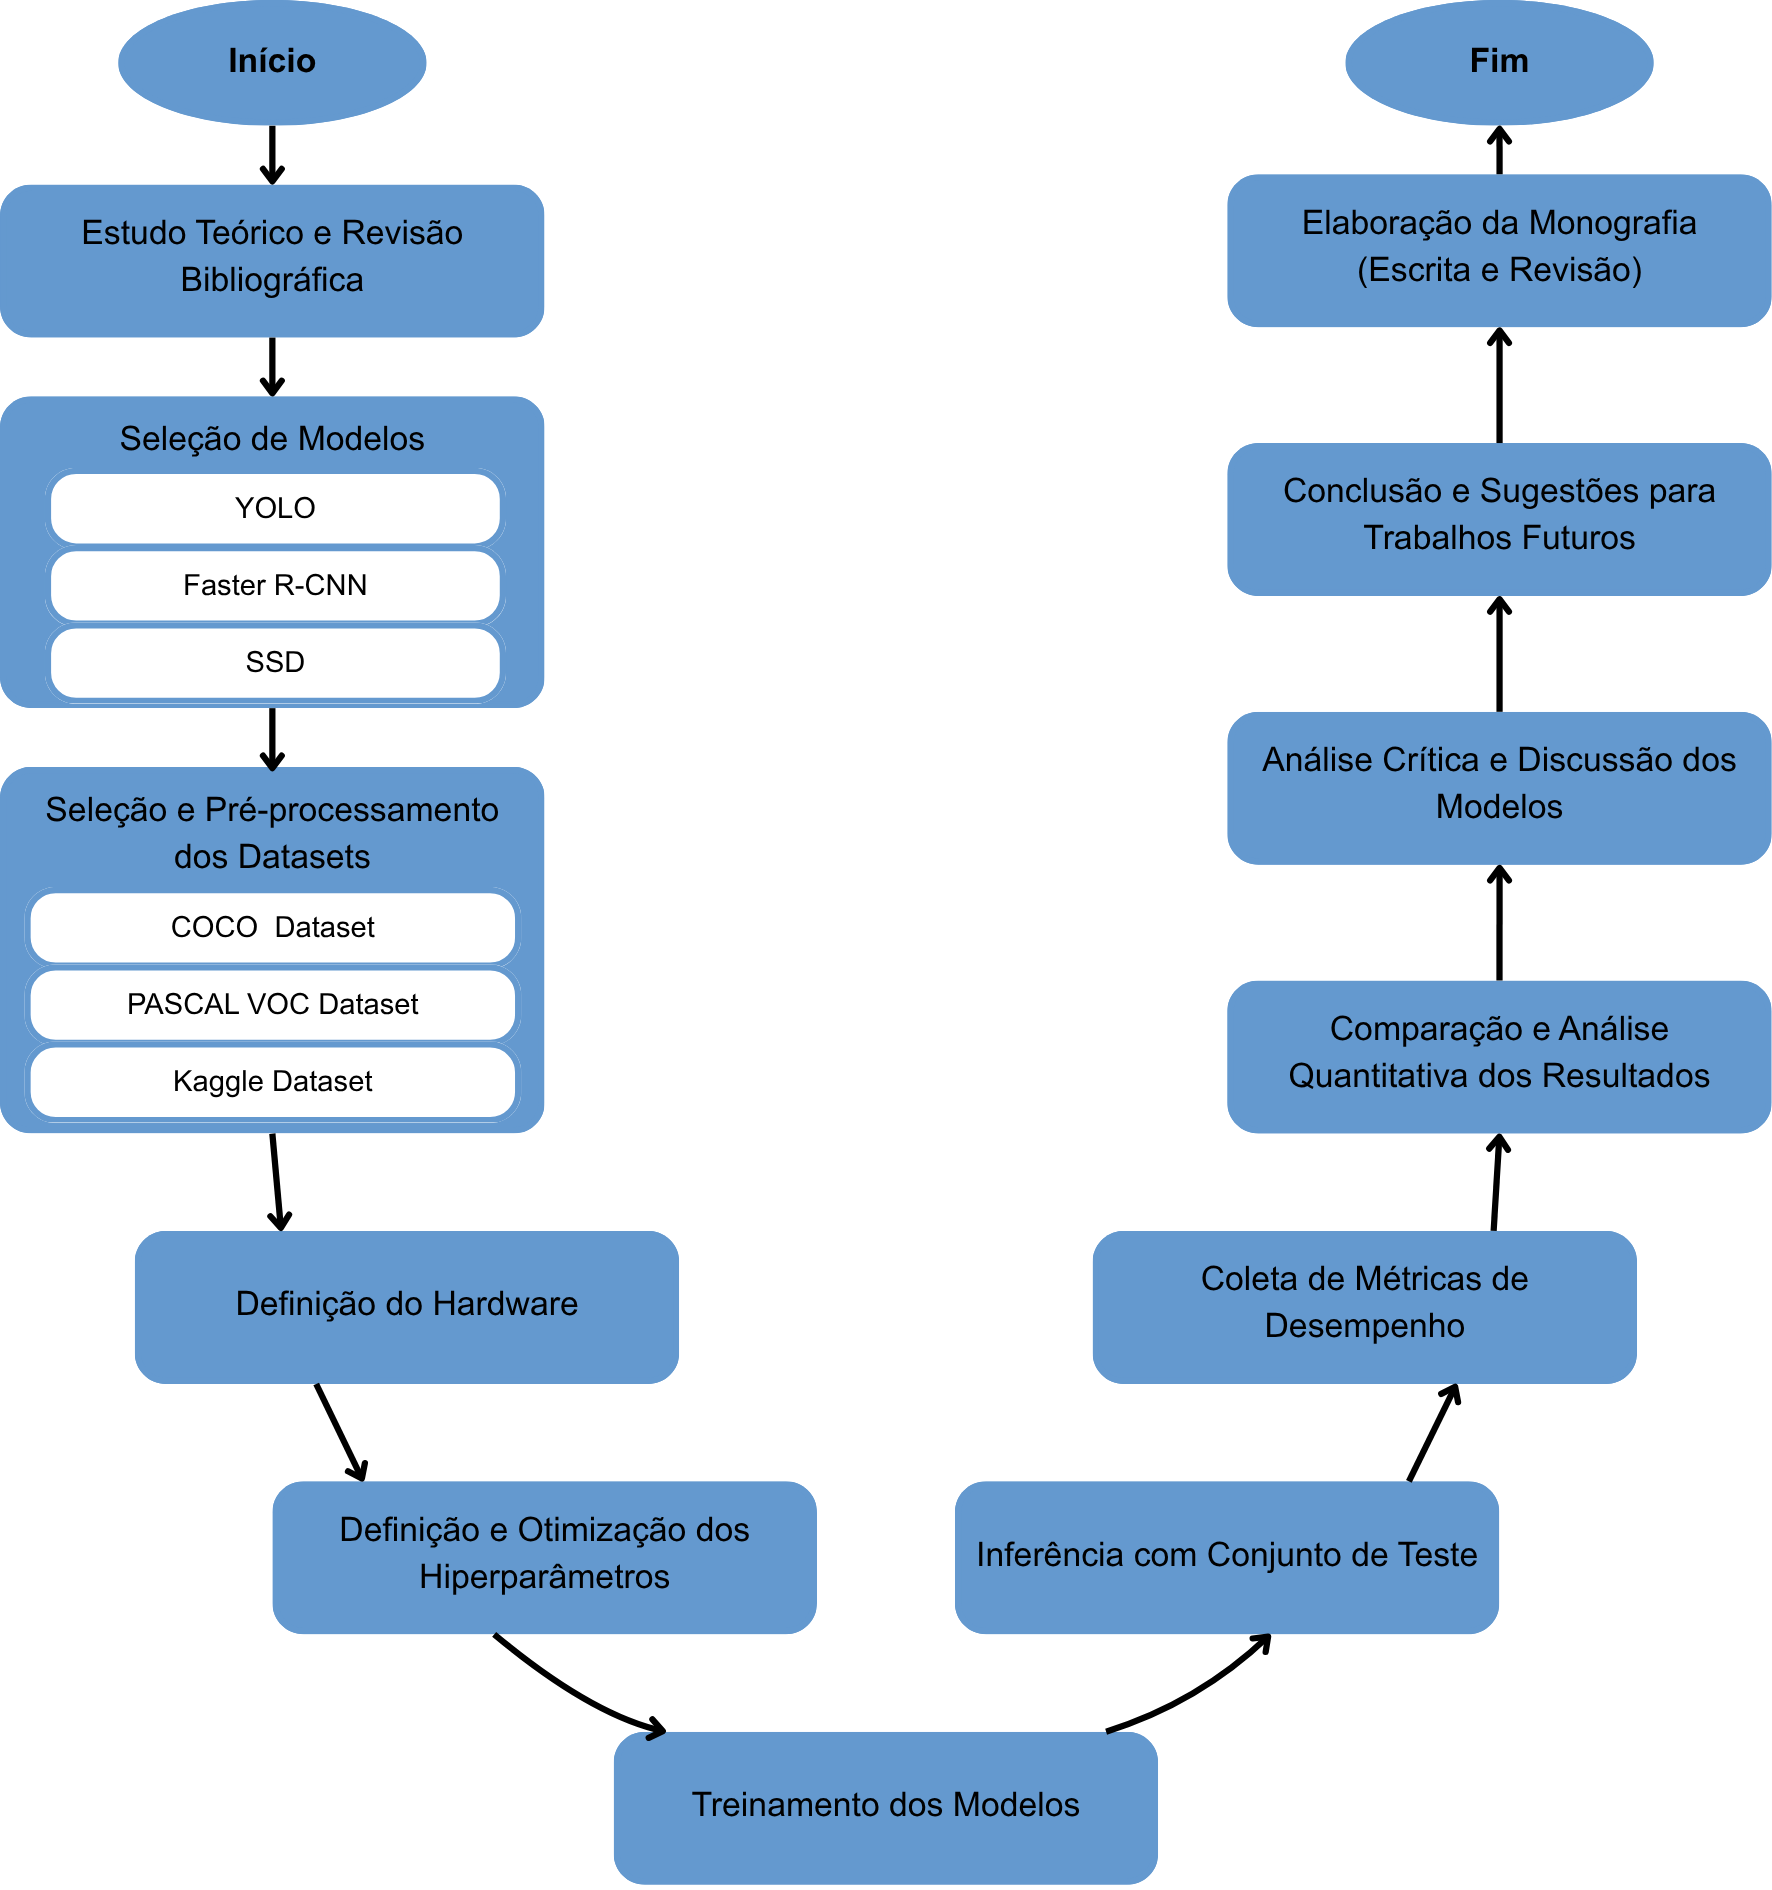 Início
Estudo Teórico e Revisão
Bibliográfica
Seleção de Modelos
YOLO
Faster R-CNN
SSD
Seleção e Pré-processamento
dos Datasets
COCO  Dataset
PASCAL VOC Dataset
Kaggle Dataset
Definição do Hardware
Definição e Otimização dos
Hiperparâmetros
Treinamento dos Modelos
Inferência com Conjunto de Teste
Coleta de Métricas de
Desempenho
Comparação e Análise
Quantitativa dos Resultados
Análise Crítica e Discussão dos
Modelos
Conclusão e Sugestões para
Trabalhos Futuros
Elaboração da Monografia
(Escrita e Revisão)
Fim